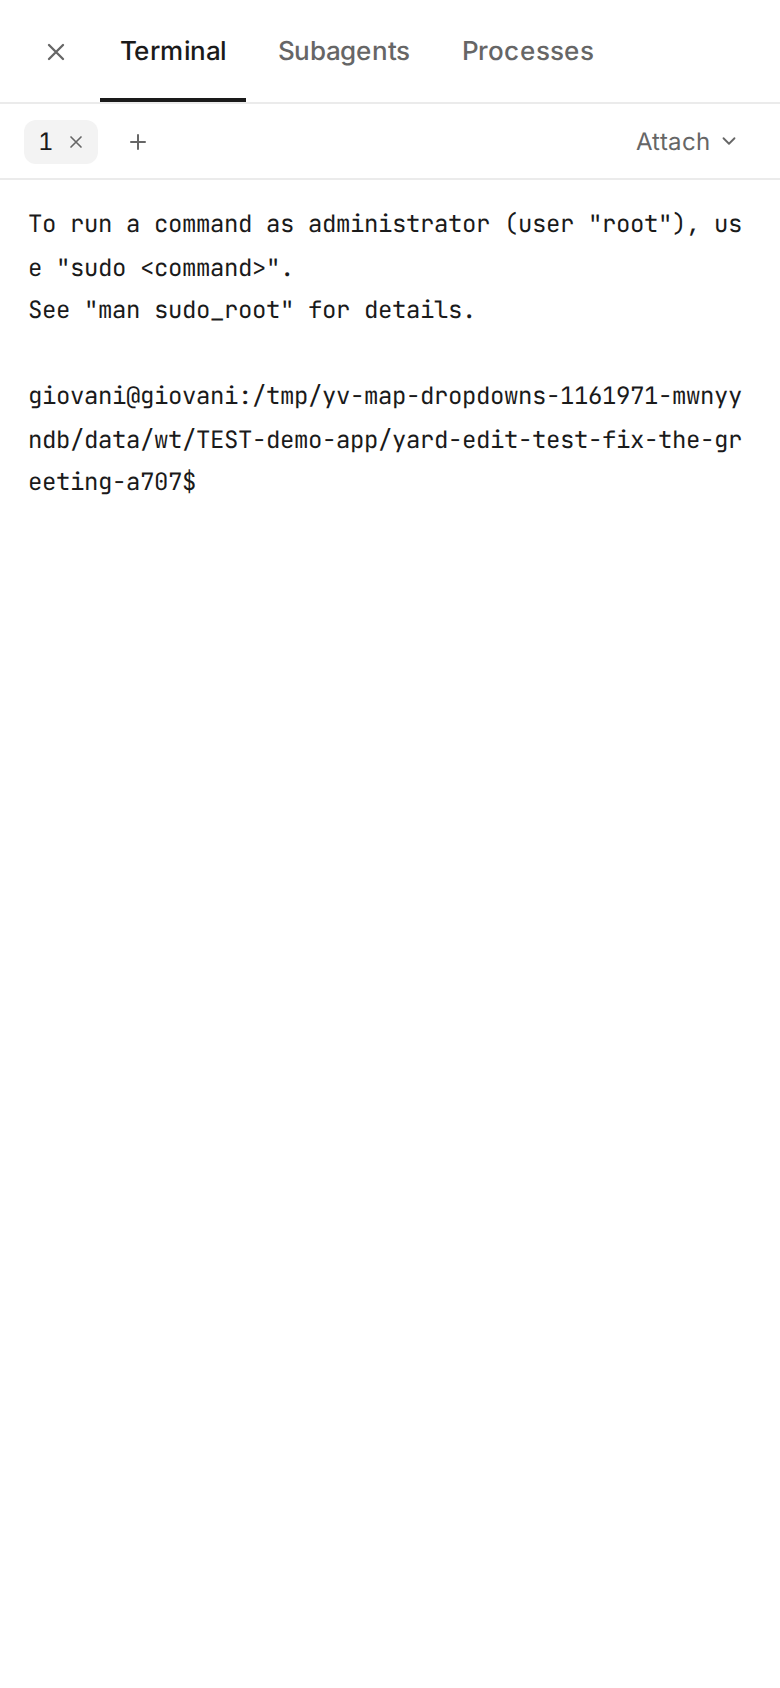 Terminal
Subagents
Processes
1
Attach
To run a command as administrator (user "root"), us
e "sudo <command>".
See "man sudo_root" for details.
giovani@giovani:/tmp/yv-map-dropdowns-1161971-mwnyy
ndb/data/wt/TEST-demo-app/yard-edit-test-fix-the-gr
eeting-a707$